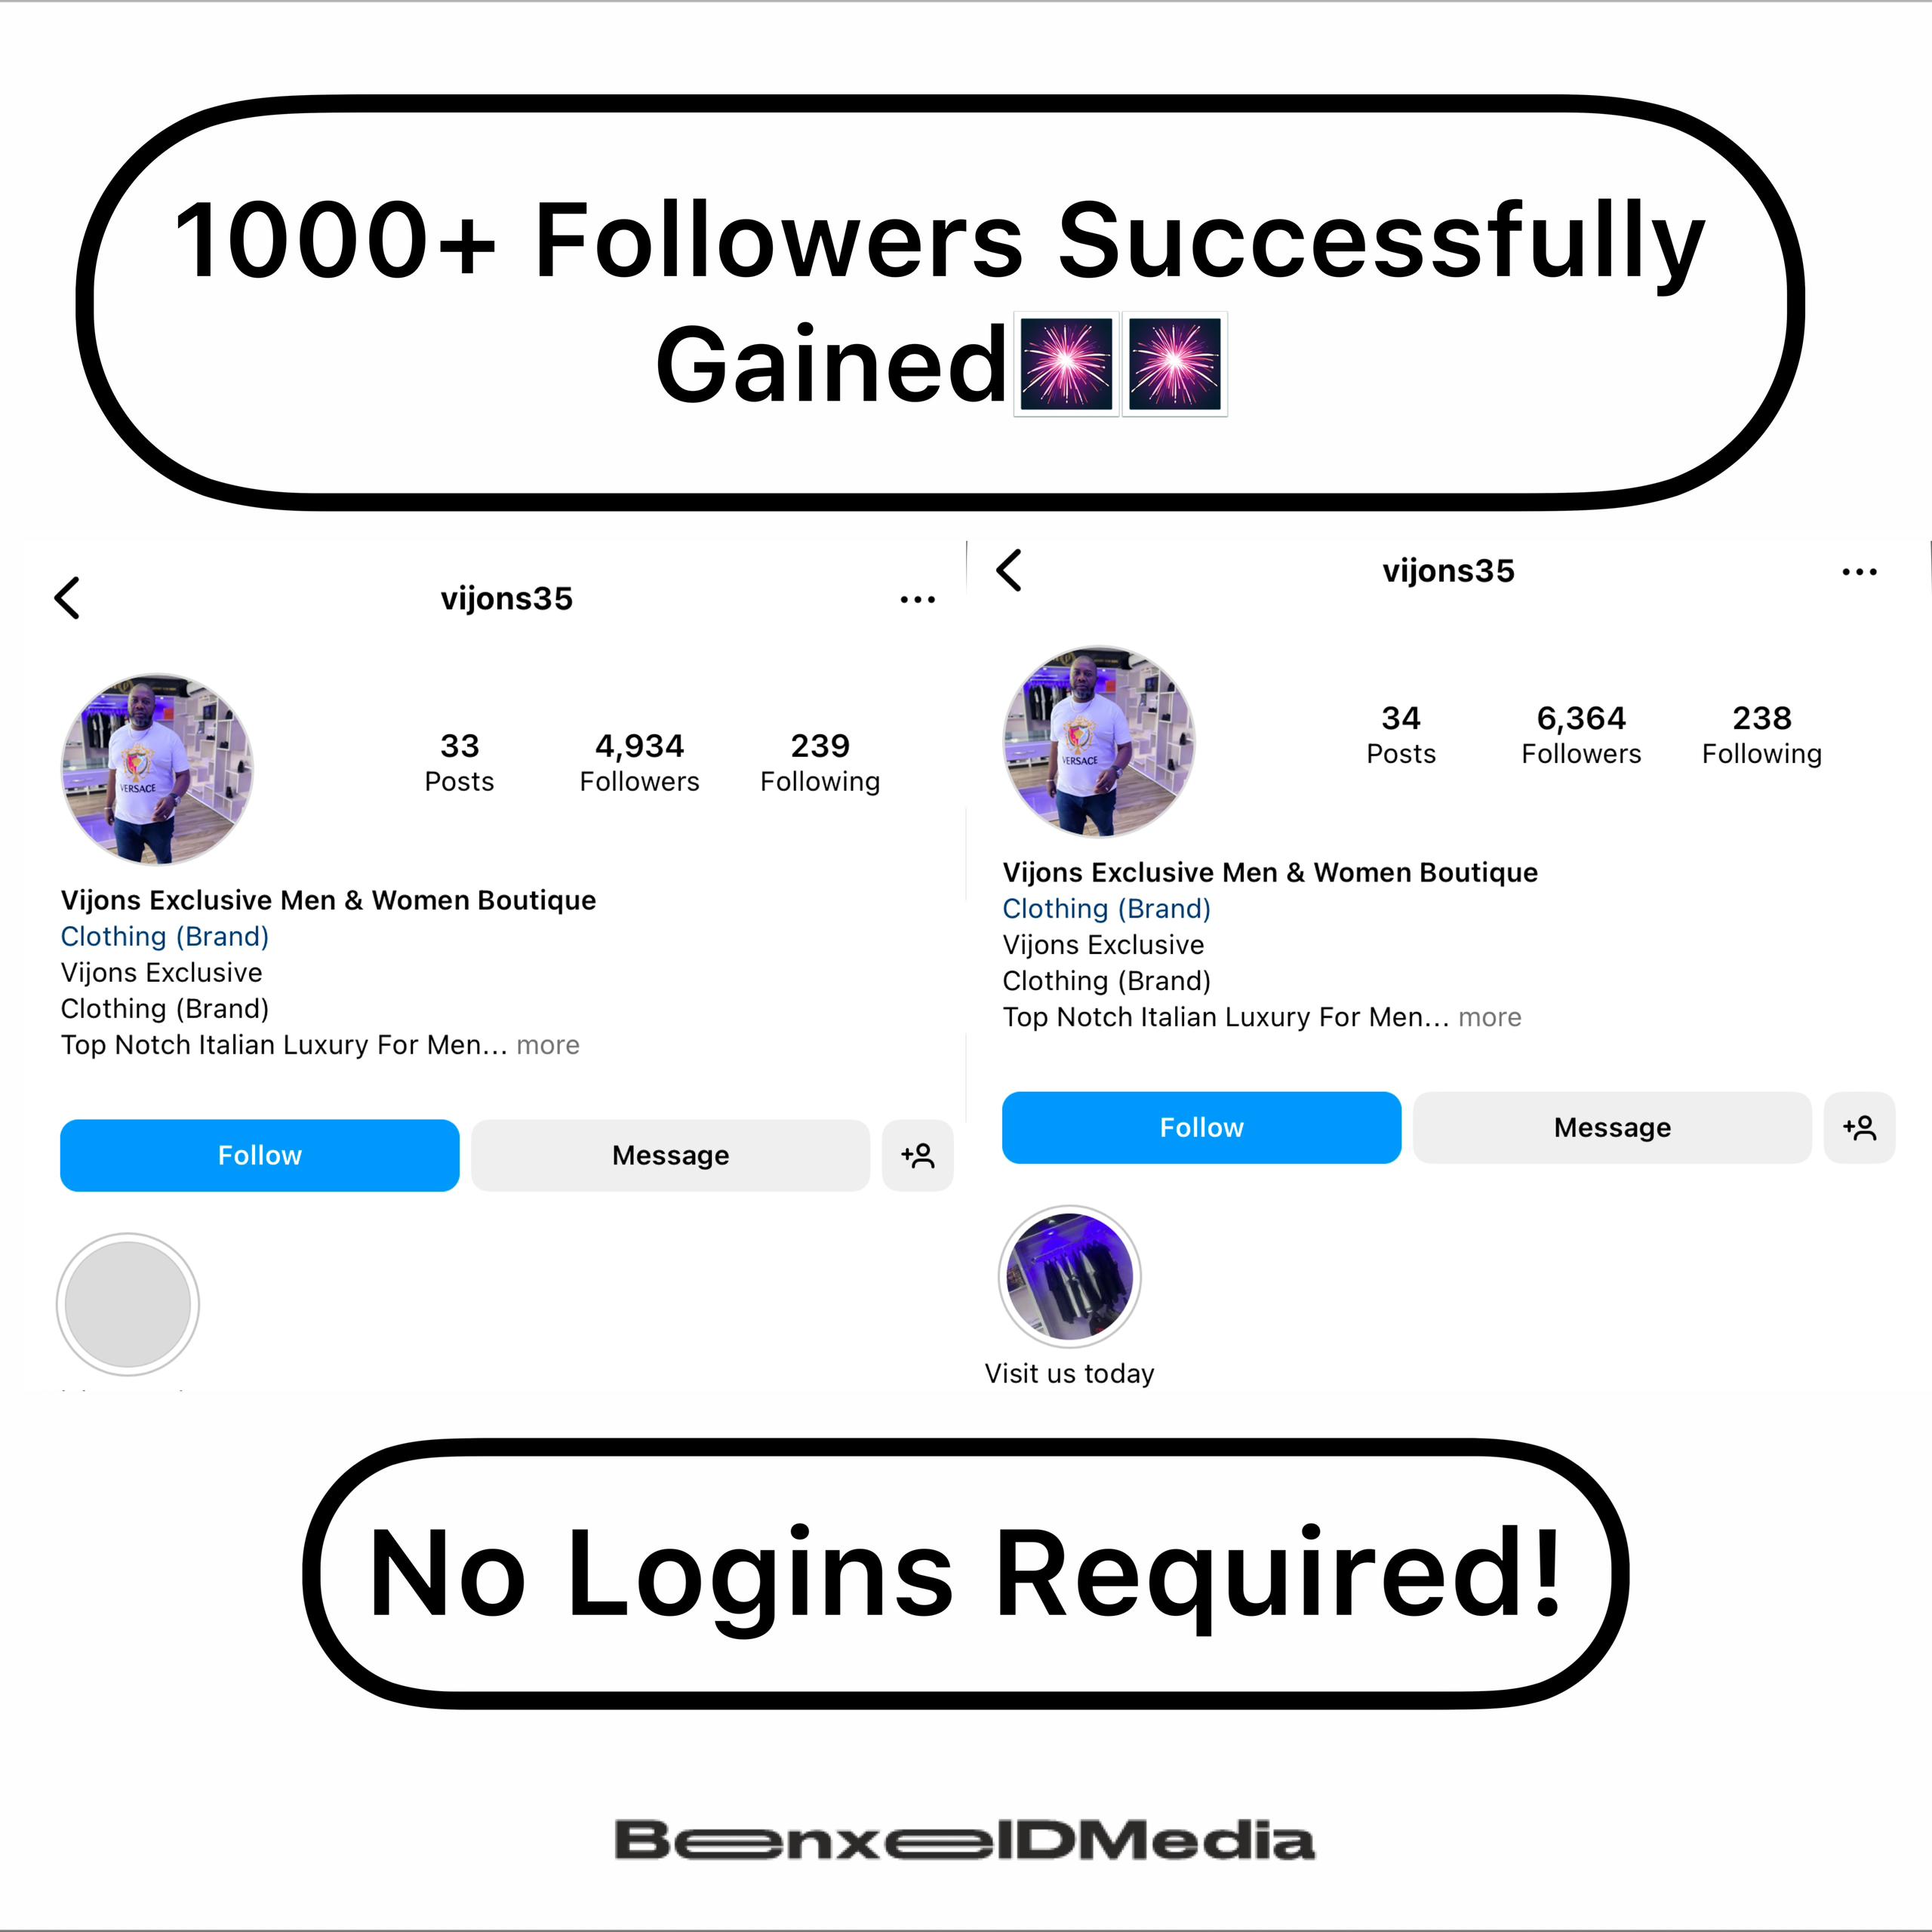 1000+ Followers Successfully
Gained🎆🎆
vijons35
33
Posts
4,934
Followers
239
Following
VERSACE
Vijons Exclusive Men & Women Boutique
Clothing (Brand)
Vijons Exclusive
Clothing (Brand)
Top Notch Italian Luxury For Men... more
Follow
Message
vijons35
34
Posts
6,364
Followers
238
Following
VERSACE
Vijons Exclusive Men & Women Boutique
Clothing (Brand)
Vijons Exclusive
Clothing (Brand)
Top Notch Italian Luxury For Men... more
Follow
Message
Visit us today
No Logins Required!